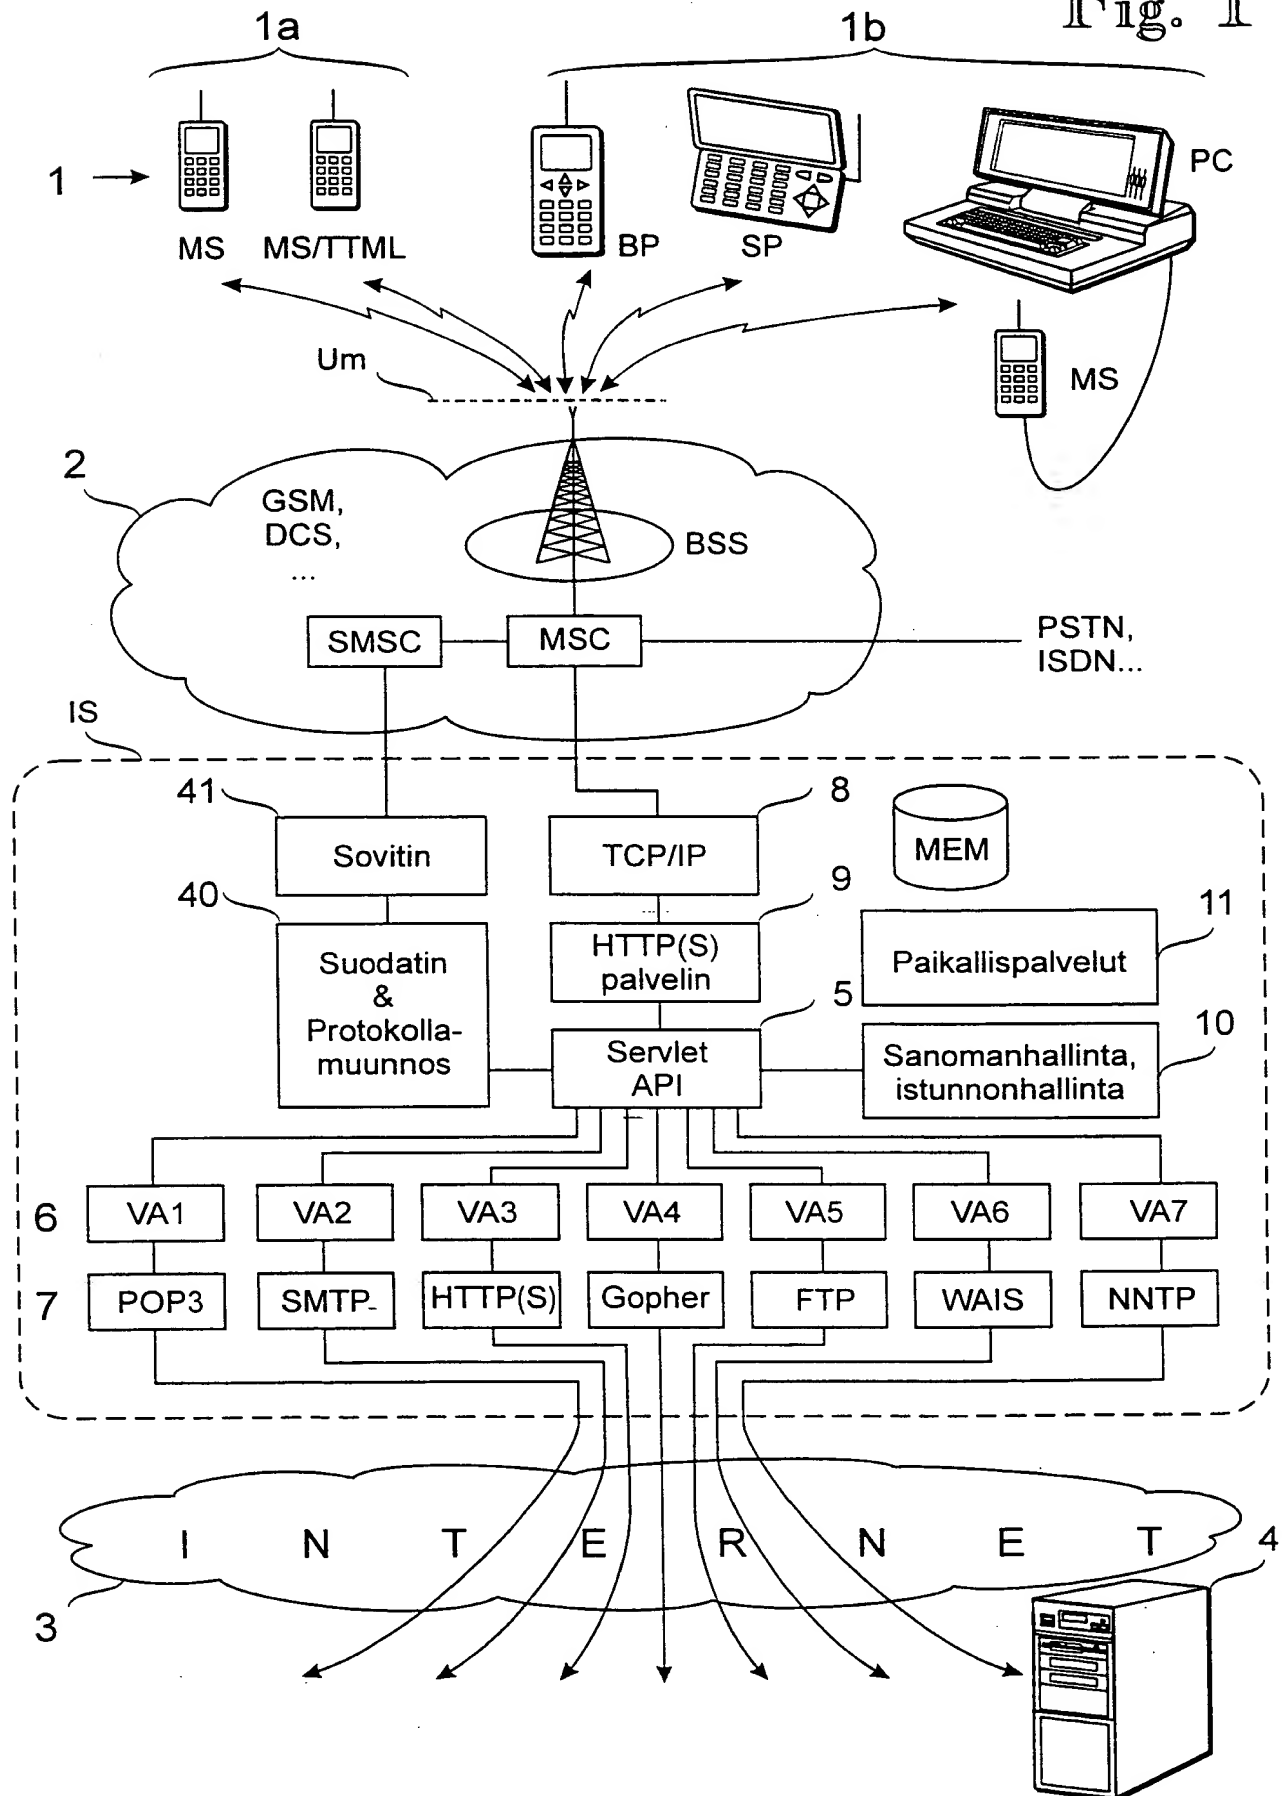 Fig. 1
1a
1b
1
MS
MS/TTML
BP
SP
PC
MS
Um
2
GSM,
DCS,
...
BSS
SMSC
MSC
PSTN,
ISDN...
IS
41
Sovitin
8
TCP/IP
MEM
40
Suodatin
&
Protokolla-
muunnos
9
HTTP(S)
palvelin
11
Paikallispalvelut
5
Servlet
API
10
Sanomanhallinta,
istunnonhallinta
6
VA1
VA2
VA3
VA4
VA5
VA6
VA7
7
POP3
SMTP
HTTP(S)
Gopher
FTP
WAIS
NNTP
I N T E R N E T
3
4